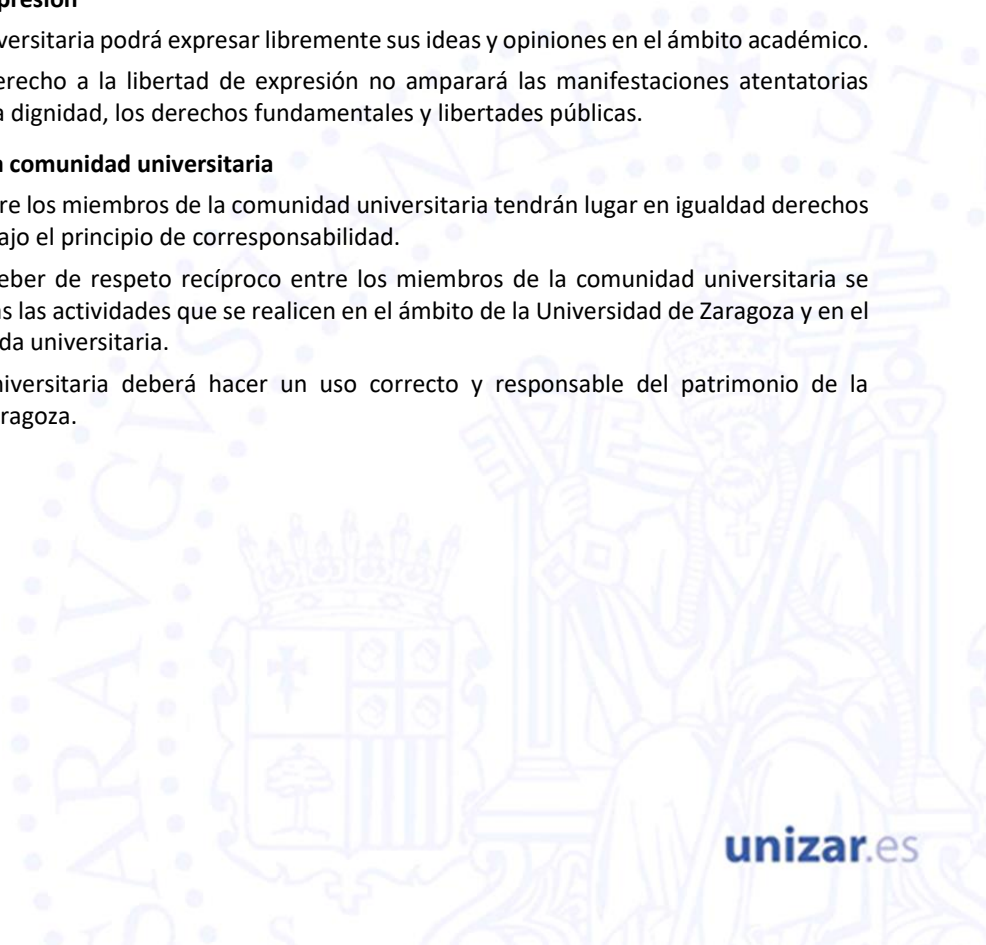 presión
versitaria podrá expresar libremente sus ideas y opiniones en el ámbito académico.
erecho a la libertad de expresión no amparará las manifestaciones atentatorias
a dignidad, los derechos fundamentales y libertades públicas.
a comunidad universitaria
re los miembros de la comunidad universitaria tendrán lugar en igualdad derechos
ajo el principio de corresponsabilidad.
eber de respeto recíproco entre los miembros de la comunidad universitaria se
as las actividades que se realicen en el ámbito de la Universidad de Zaragoza y en el
da universitaria.
niversitaria deberá hacer un uso correcto y responsable del patrimonio de la
ragoza.
unizar.es